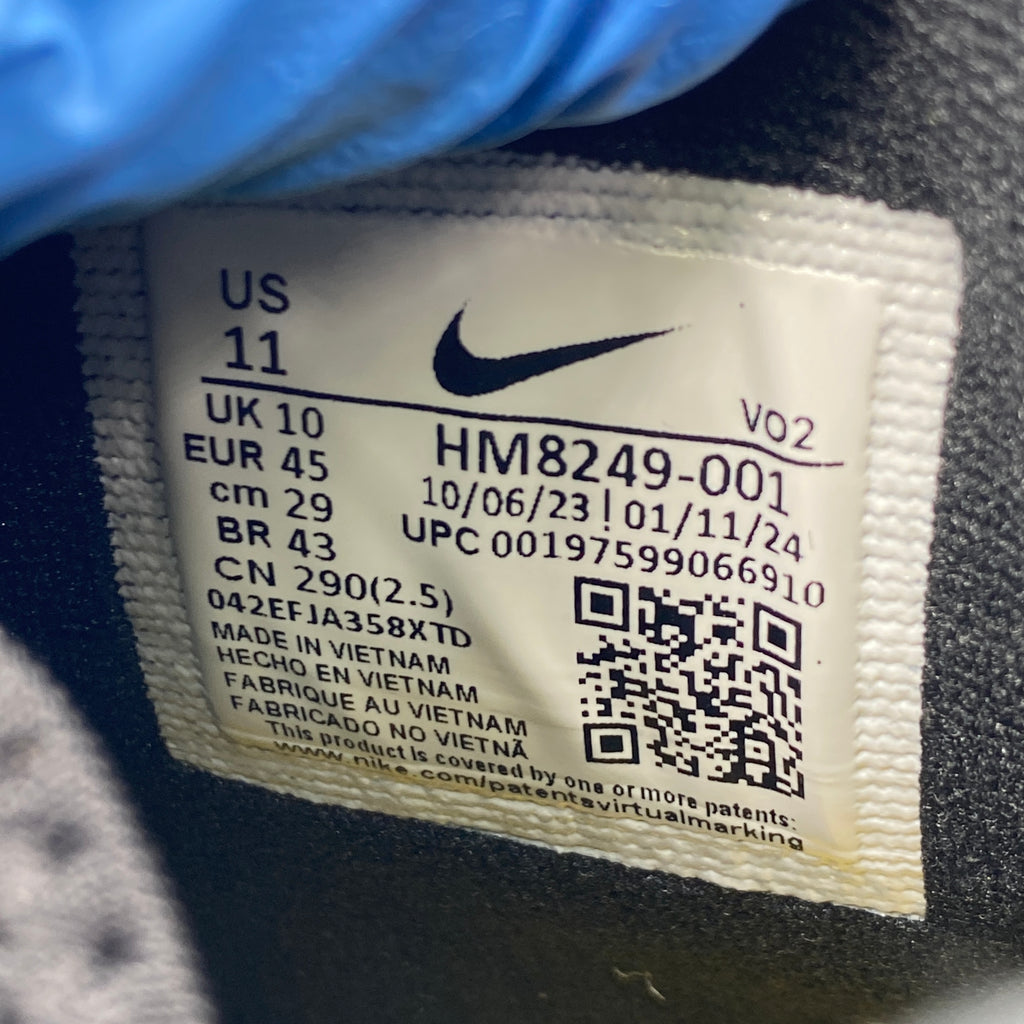 US
11
UK 10
EUR 45
cm 29
BR 43
CN 290(2.5)
042EFJA358XTD
MADE IN VIETNAM
HECHO EN VIETNAM
FABRIQUE AU VIETNAM
FABRICADO NO VIETNÃ
VO2
HM8249-001
10/06/23 | 01/11/24
UPC 00197599066910
This product is covered by one or more patents:
www.nike.com/patentsvirtualmarking